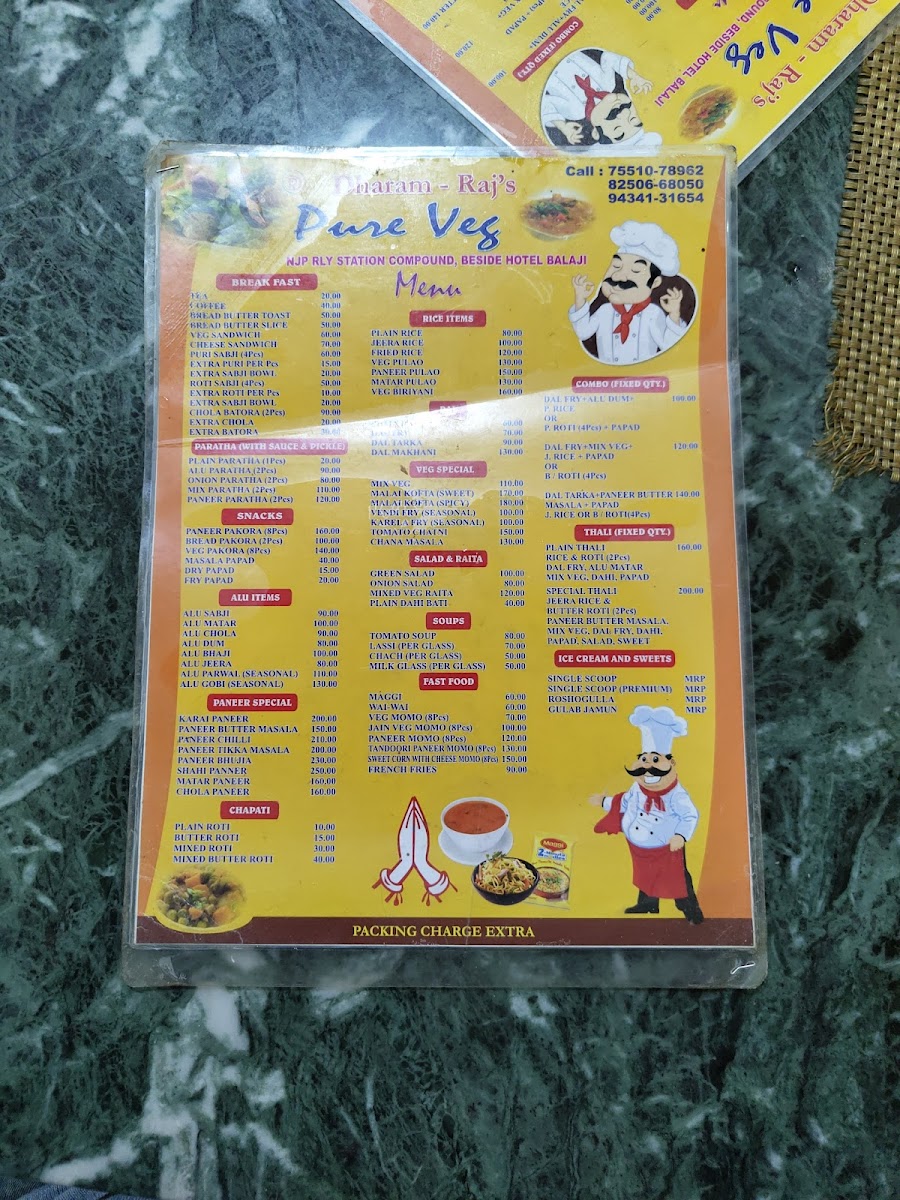 Dharam - Raj's
Pure Veg
Call : 75510-78962
82506-68050
94341-31654
NJP RLY STATION COMPOUND, BESIDE HOTEL BALAJI
Menu
BREAK FAST
TEA 20.00
COFFEE 40.00
BREAD BUTTER TOAST 50.00
BREAD BUTTER SLICE 50.00
VEG SANDWICH 60.00
CHEESE SANDWICH 70.00
PURI SABJI (4Pcs) 60.00
EXTRA PURI PER Pcs 15.00
EXTRA SABJI BOWL 20.00
ROTI SABJI (4Pcs) 50.00
EXTRA ROTI PER Pcs 10.00
EXTRA SABJI BOWL 20.00
CHOLA BATORA (2Pcs) 90.00
EXTRA CHOLA 20.00
EXTRA BATORA 30.00
PARATHA (WITH SAUCE & PICKLE)
PLAIN PARATHA (1Pcs) 20.00
ALU PARATHA (2Pcs) 90.00
ONION PARATHA (2Pcs) 80.00
MIX PARATHA (2Pcs) 110.00
PANEER PARATHA (2Pcs) 120.00
SNACKS
PANEER PAKORA (8Pcs) 160.00
BREAD PAKORA (2Pcs) 100.00
VEG PAKORA (8Pcs) 140.00
MASALA PAPAD 40.00
DRY PAPAD 15.00
FRY PAPAD 20.00
ALU ITEMS
ALU SABJI 90.00
ALU MATAR 100.00
ALU CHOLA 90.00
ALU DUM 80.00
ALU BHAJI 100.00
ALU JEERA 80.00
ALU PARWAL (SEASONAL) 110.00
ALU GOBI (SEASONAL) 130.00
PANEER SPECIAL
KARAI PANEER 200.00
PANEER BUTTER MASALA 150.00
PANEER CHILLI 210.00
PANEER TIKKA MASALA 200.00
PANEER BHUJIA 230.00
SHAHI PANNER 250.00
MATAR PANEER 160.00
CHOLA PANEER 160.00
CHAPATI
PLAIN ROTI 10.00
BUTTER ROTI 15.00
MIXED ROTI 30.00
MIXED BUTTER ROTI 40.00
RICE ITEMS
PLAIN RICE 80.00
JEERA RICE 100.00
FRIED RICE 120.00
VEG PULAO 130.00
PANEER PULAO 150.00
MATAR PULAO 130.00
VEG BIRIYANI 160.00
60.00
70.00
DAL TARKA 90.00
DAL MAKHANI 130.00
VEG SPECIAL
MIX VEG 110.00
MALAI KOFTA (SWEET) 170.00
MALAI KOFTA (SPICY) 180.00
VENDI FRY (SEASONAL) 100.00
KARELA FRY (SEASONAL) 100.00
TOMATO CHATNI 150.00
CHANA MASALA 130.00
SALAD & RAITA
GREEN SALAD 100.00
ONION SALAD 80.00
MIXED VEG RAITA 120.00
PLAIN DAHI BATI 40.00
SOUPS
TOMATO SOUP 80.00
LASSI (PER GLASS) 70.00
CHACH (PER GLASS) 50.00
MILK GLASS (PER GLASS) 50.00
FAST FOOD
MAGGI 60.00
WAI-WAI 60.00
VEG MOMO (8Pcs) 70.00
JAIN VEG MOMO (8Pcs) 100.00
PANEER MOMO (8Pcs) 120.00
TANDOORI PANEER MOMO (8Pcs) 130.00
SWEET CORN WITH CHEESE MOMO (8Pcs) 150.00
FRENCH FRIES 90.00
COMBO (FIXED QTY.)
DAL FRY+ALU DUM+ 100.00
P. RICE
OR
P. ROTI (4Pcs) + PAPAD
DAL FRY+MIX VEG+ 120.00
J. RICE + PAPAD
OR
B / ROTI (4Pcs)
DAL TARKA+PANEER BUTTER 140.00
MASALA + PAPAD
J. RICE OR B / ROTI(4Pcs)
THALI (FIXED QTY.)
PLAIN THALI 160.00
RICE & ROTI (2Pcs)
DAL FRY, ALU MATAR
MIX VEG, DAHI, PAPAD
SPECIAL THALI 200.00
JEERA RICE &
BUTTER ROTI (2Pcs)
PANEER BUTTER MASALA,
MIX VEG, DAL FRY, DAHI,
PAPAD, SALAD, SWEET
ICE CREAM AND SWEETS
SINGLE SCOOP MRP
SINGLE SCOOP (PREMIUM) MRP
ROSHOGULLA MRP
GULAB JAMUN MRP
Maggi
PACKING CHARGE EXTRA
Dharam - Raj's
Veg
BESIDE HOTEL BALAJI
COMBO (FIXED QTY.)